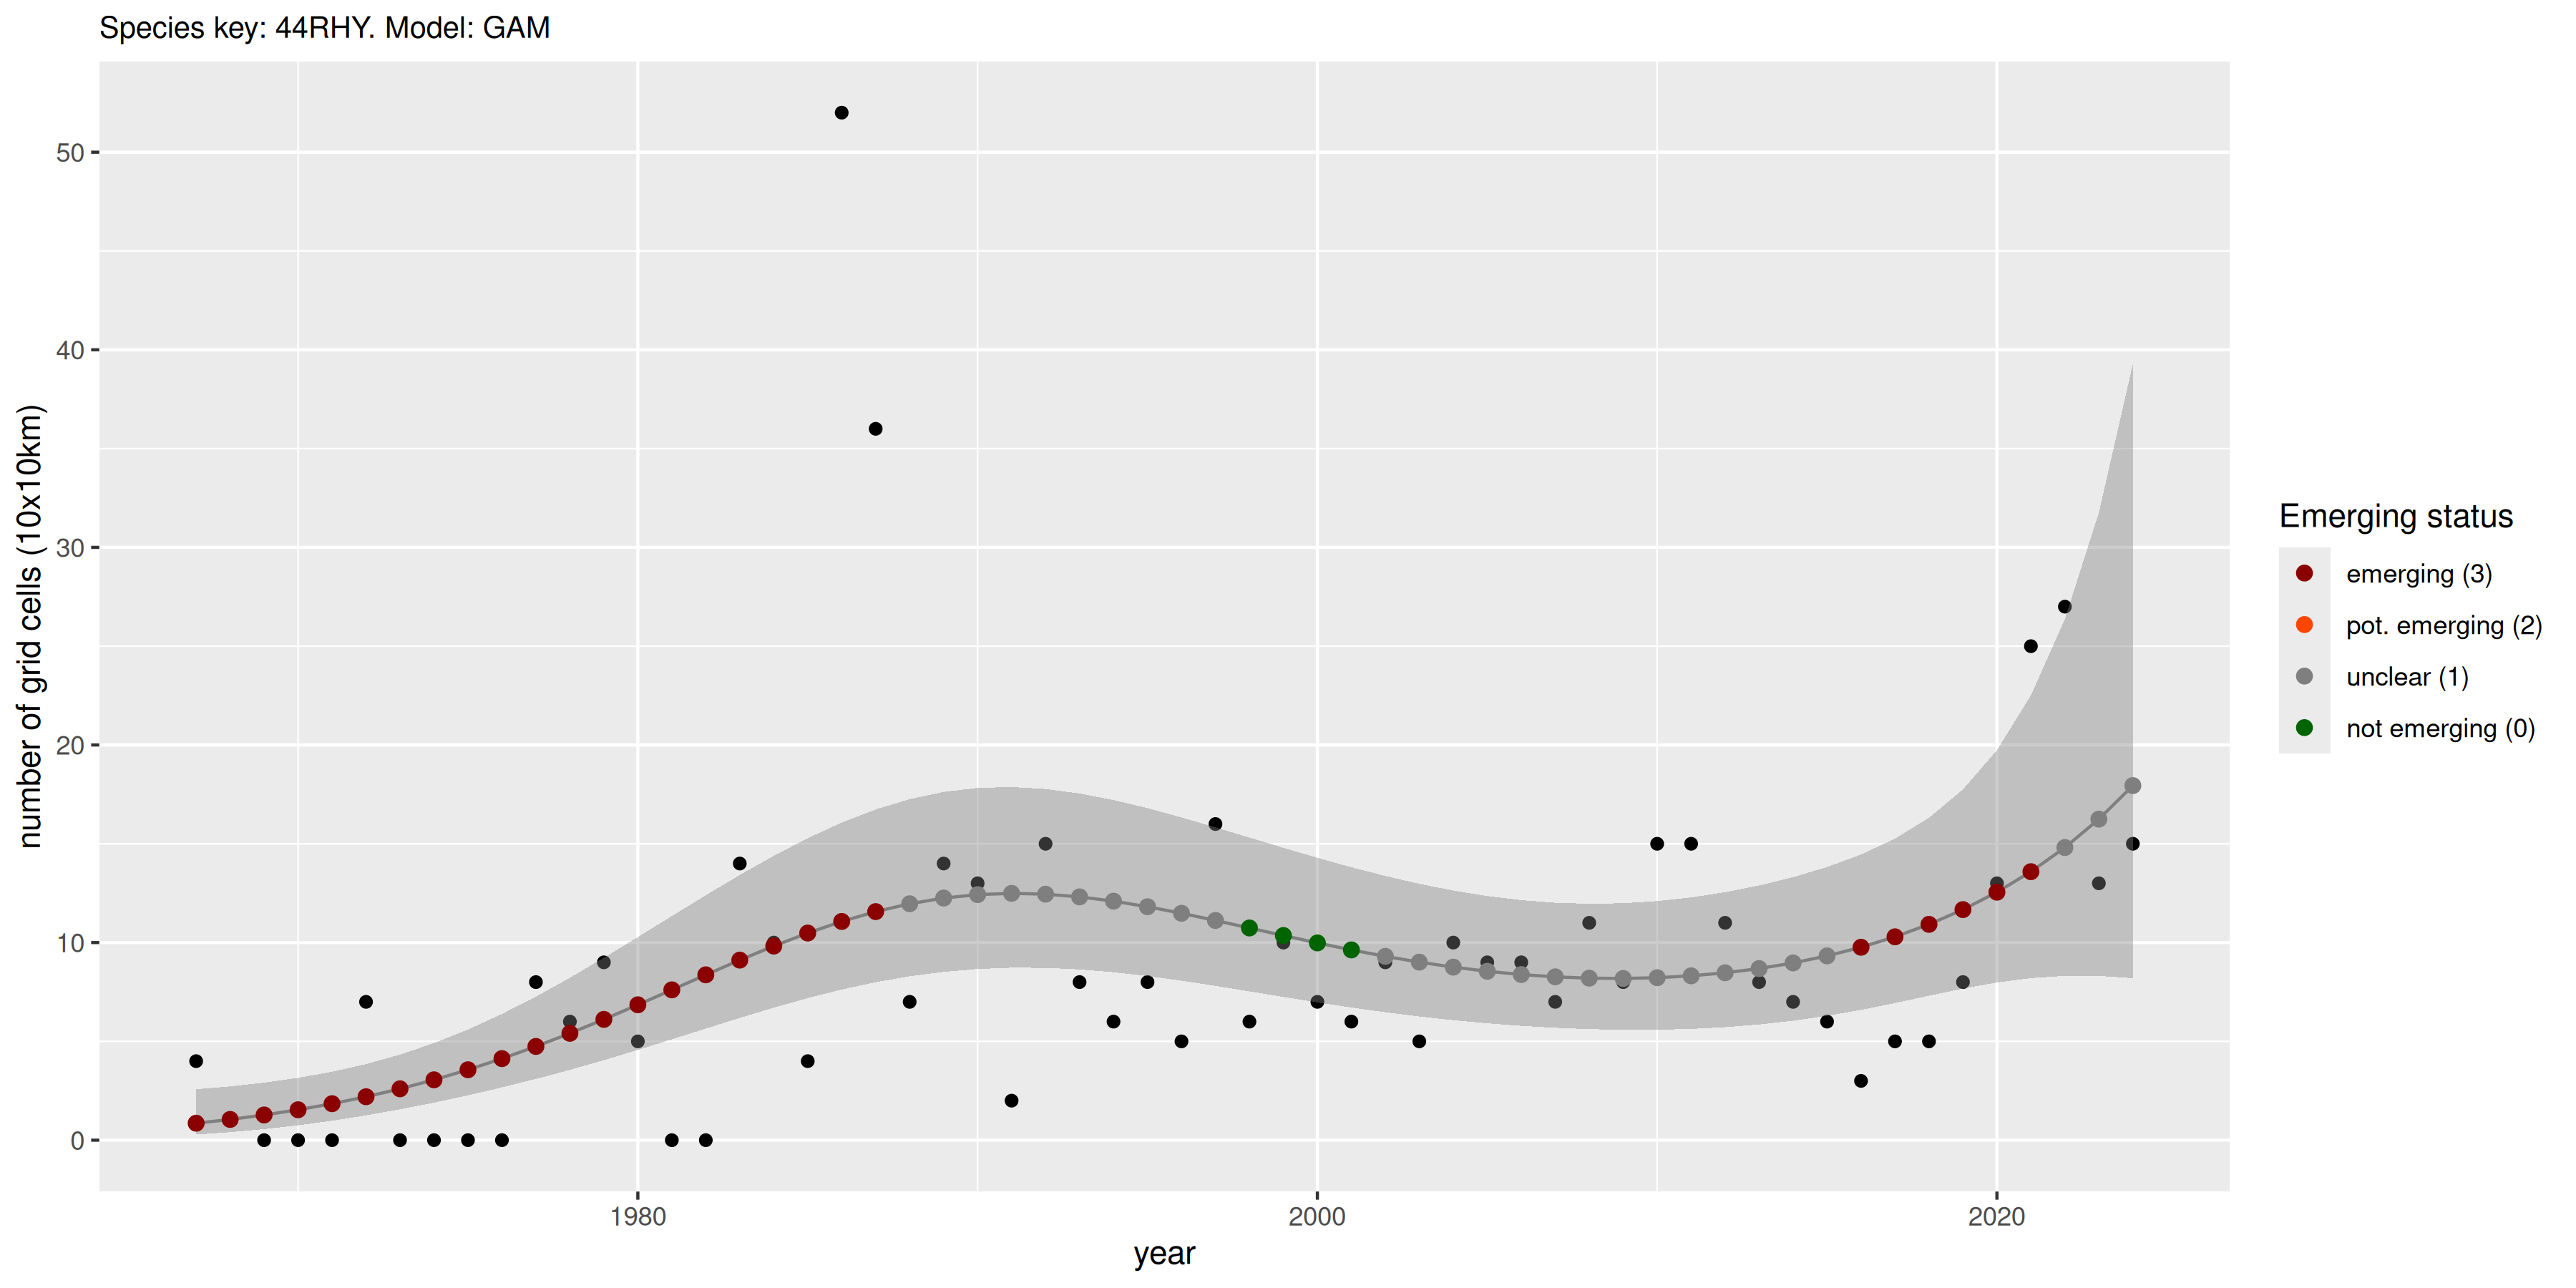 Species key: 44RHY. Model: GAM
number of grid cells (10x10km)
50
40
30
20
10
0
1980
2000
2020
year
Emerging status
emerging (3)
pot. emerging (2)
unclear (1)
not emerging (0)